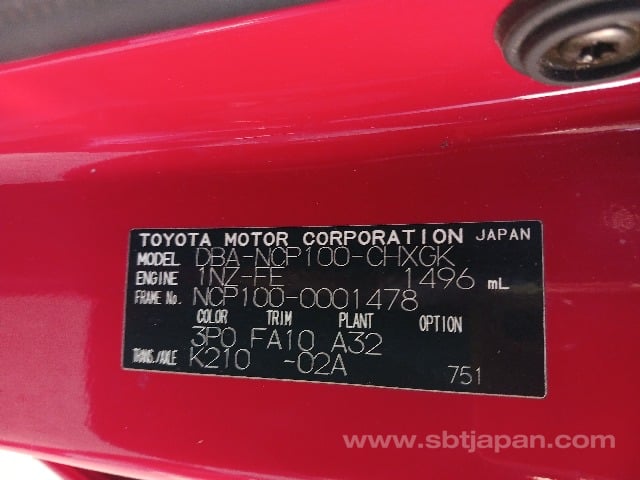 TOYOTA MOTOR CORPORATION JAPAN
MODEL DBA-NCP100-CHXGK
ENGINE 1NZ-FE 1496 mL
FRAME No. NCP100-0001478
COLOR TRIM PLANT OPTION
3P0 FA10 A32
TRANS./AXLE K210 -02A
751
www.sbtjapan.com